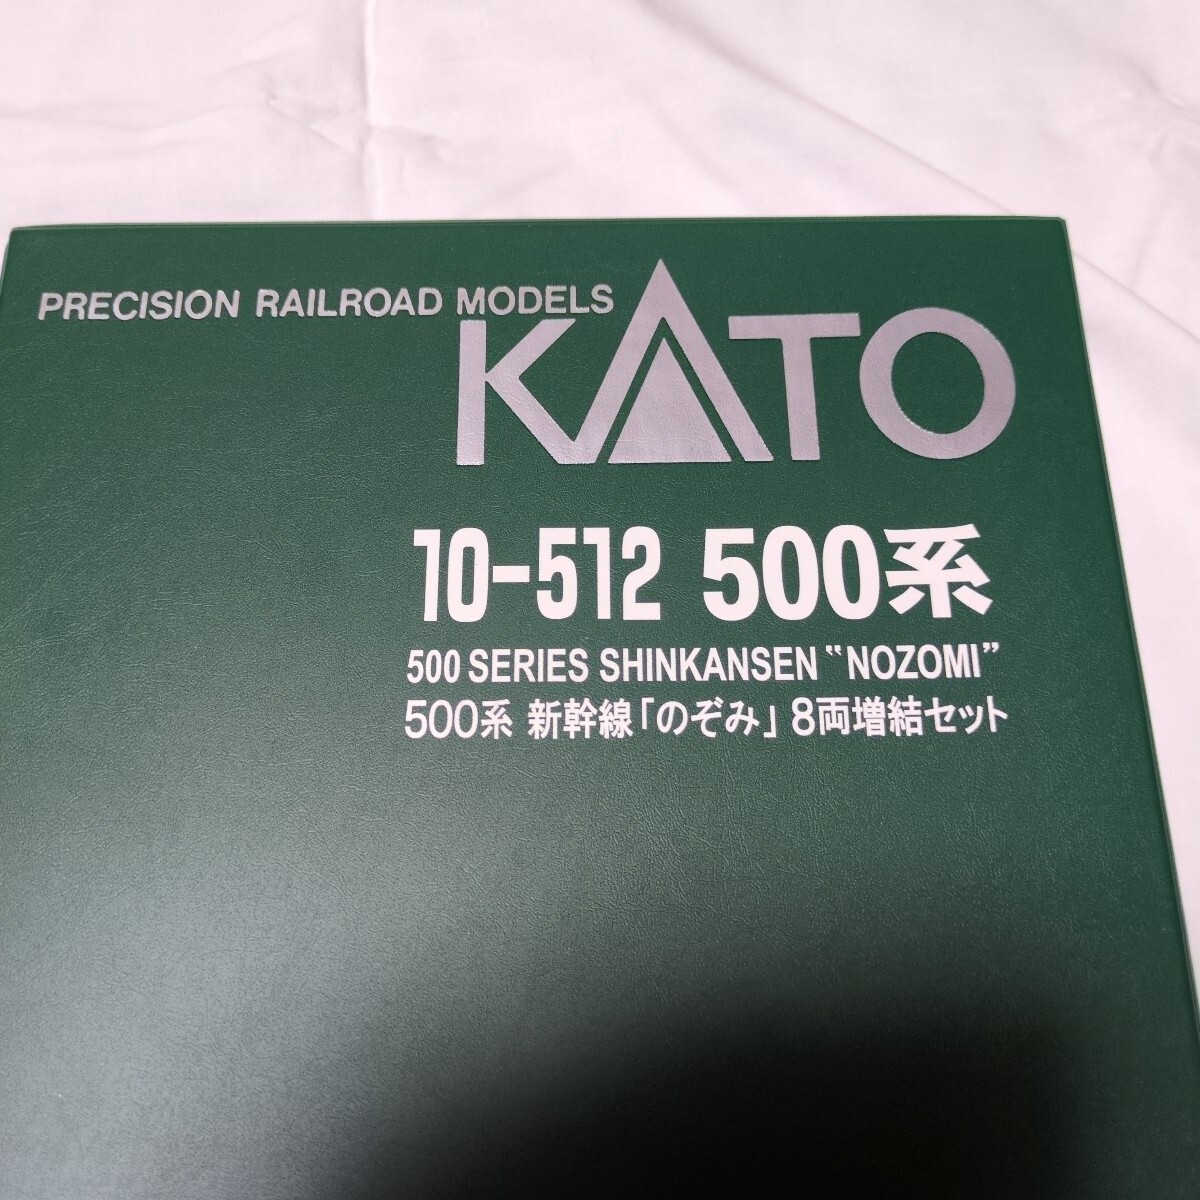 PRECISION RAILROAD MODELS
KATO
10-512 500系
500 SERIES SHINKANSEN “NOZOMI”
500系 新幹線「のぞみ」 8両増結セット